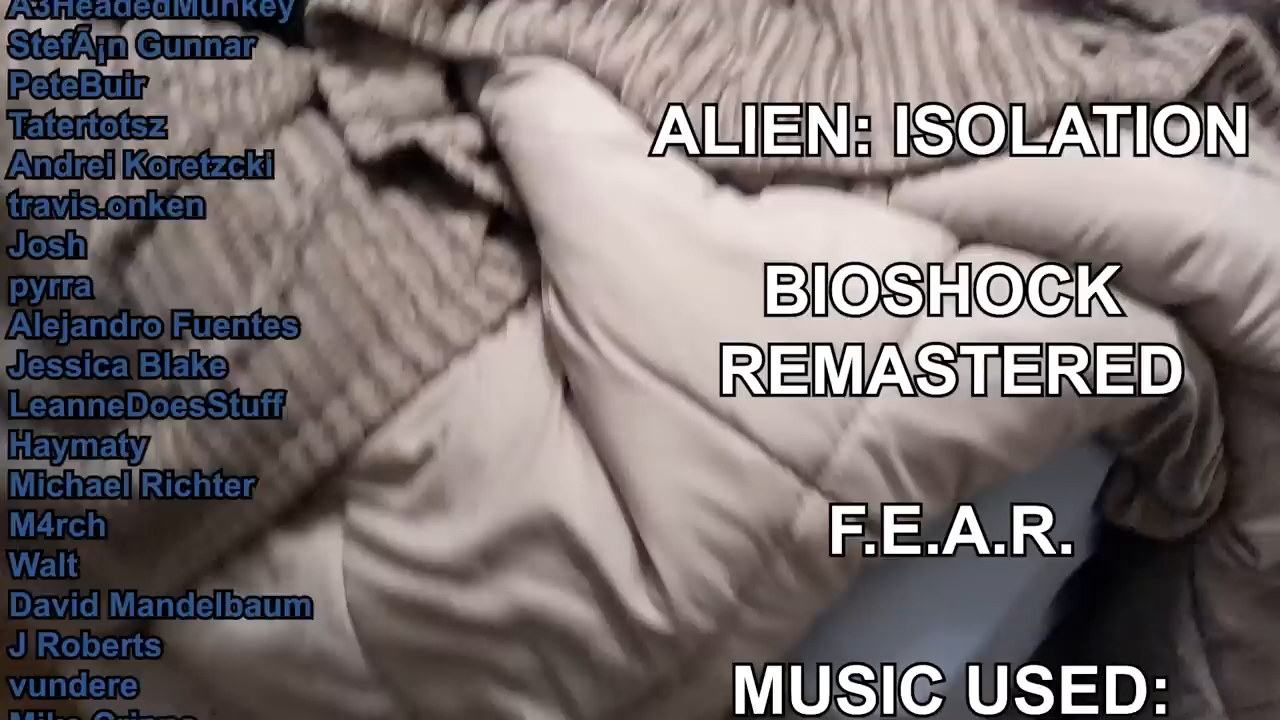 A3HeadedMunkey
StefÃ¡n Gunnar
PeteBuir
Tatertotsz
Andrei Koretzcki
travis.onken
Josh
pyrra
Alejandro Fuentes
Jessica Blake
LeanneDoesStuff
Haymaty
Michael Richter
M4rch
Walt
David Mandelbaum
J Roberts
vundere
ALIEN: ISOLATION
BIOSHOCK
REMASTERED
F.E.A.R.
MUSIC USED: